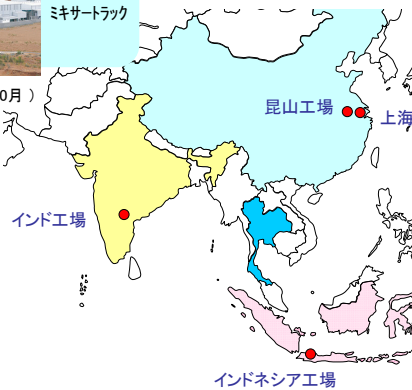 ミキサートラック
0月 ）
昆山工場
上海
インド工場
インドネシア工場